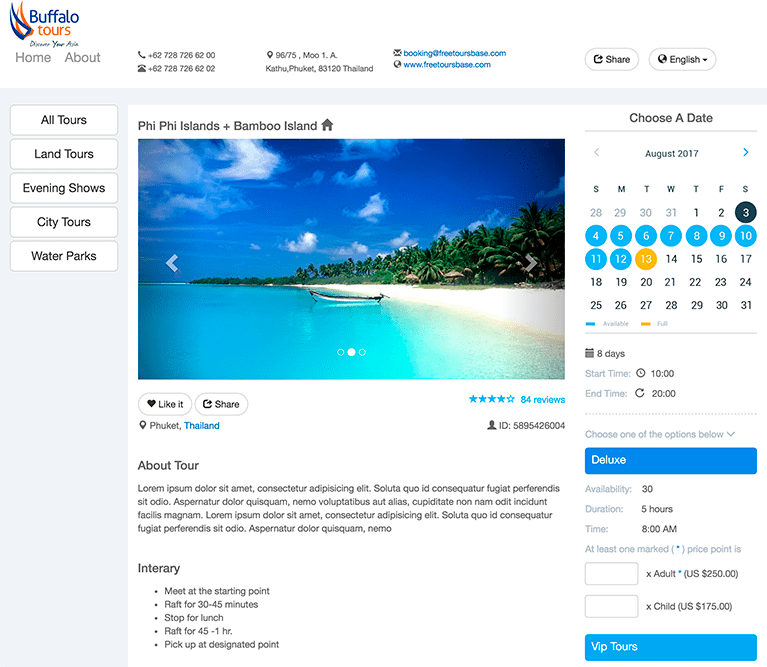 Buffalo
tours
Discover Your Asia
Home About
+62 728 726 62 00
+62 728 726 62 02
96/75 , Moo 1. A.
Kathu,Phuket, 83120 Thailand
booking@freetoursbase.com
www.freetoursbase.com
Share
English
All Tours
Land Tours
Evening Shows
City Tours
Water Parks
Phi Phi Islands + Bamboo Island
Like it
Share
84 reviews
Phuket, Thailand
ID: 5895426004
About Tour
Lorem ipsum dolor sit amet, consectetur adipisicing elit. Soluta quo id consequatur fugiat perferendis
sit odio. Aspernatur dolor quisquam, nemo voluptatibus aut alias, cupiditate non nam odit incidunt
facilis magnam. Lorem ipsum dolor sit amet, consectetur adipisicing elit. Soluta quo id consequatur
fugiat perferendis sit odio. Aspernatur dolor quisquam, nemo
Interary
• Meet at the starting point
• Raft for 30-45 minutes
• Stop for lunch
• Raft for 45 -1 hr.
• Pick up at designated point
Choose A Date
August 2017
S M T W T F S
28 29 30 31 1 2 3
4 5 6 7 8 9 10
11 12 13 14 15 16 17
18 19 20 21 22 23 24
25 26 27 28 29 30 31
Available Full
8 days
Start Time: 10:00
End Time: 20:00
Choose one of the options below
Deluxe
Availability: 30
Duration: 5 hours
Time: 8:00 AM
At least one marked ( * ) price point is
x Adult * (US $250.00)
x Child (US $175.00)
Vip Tours